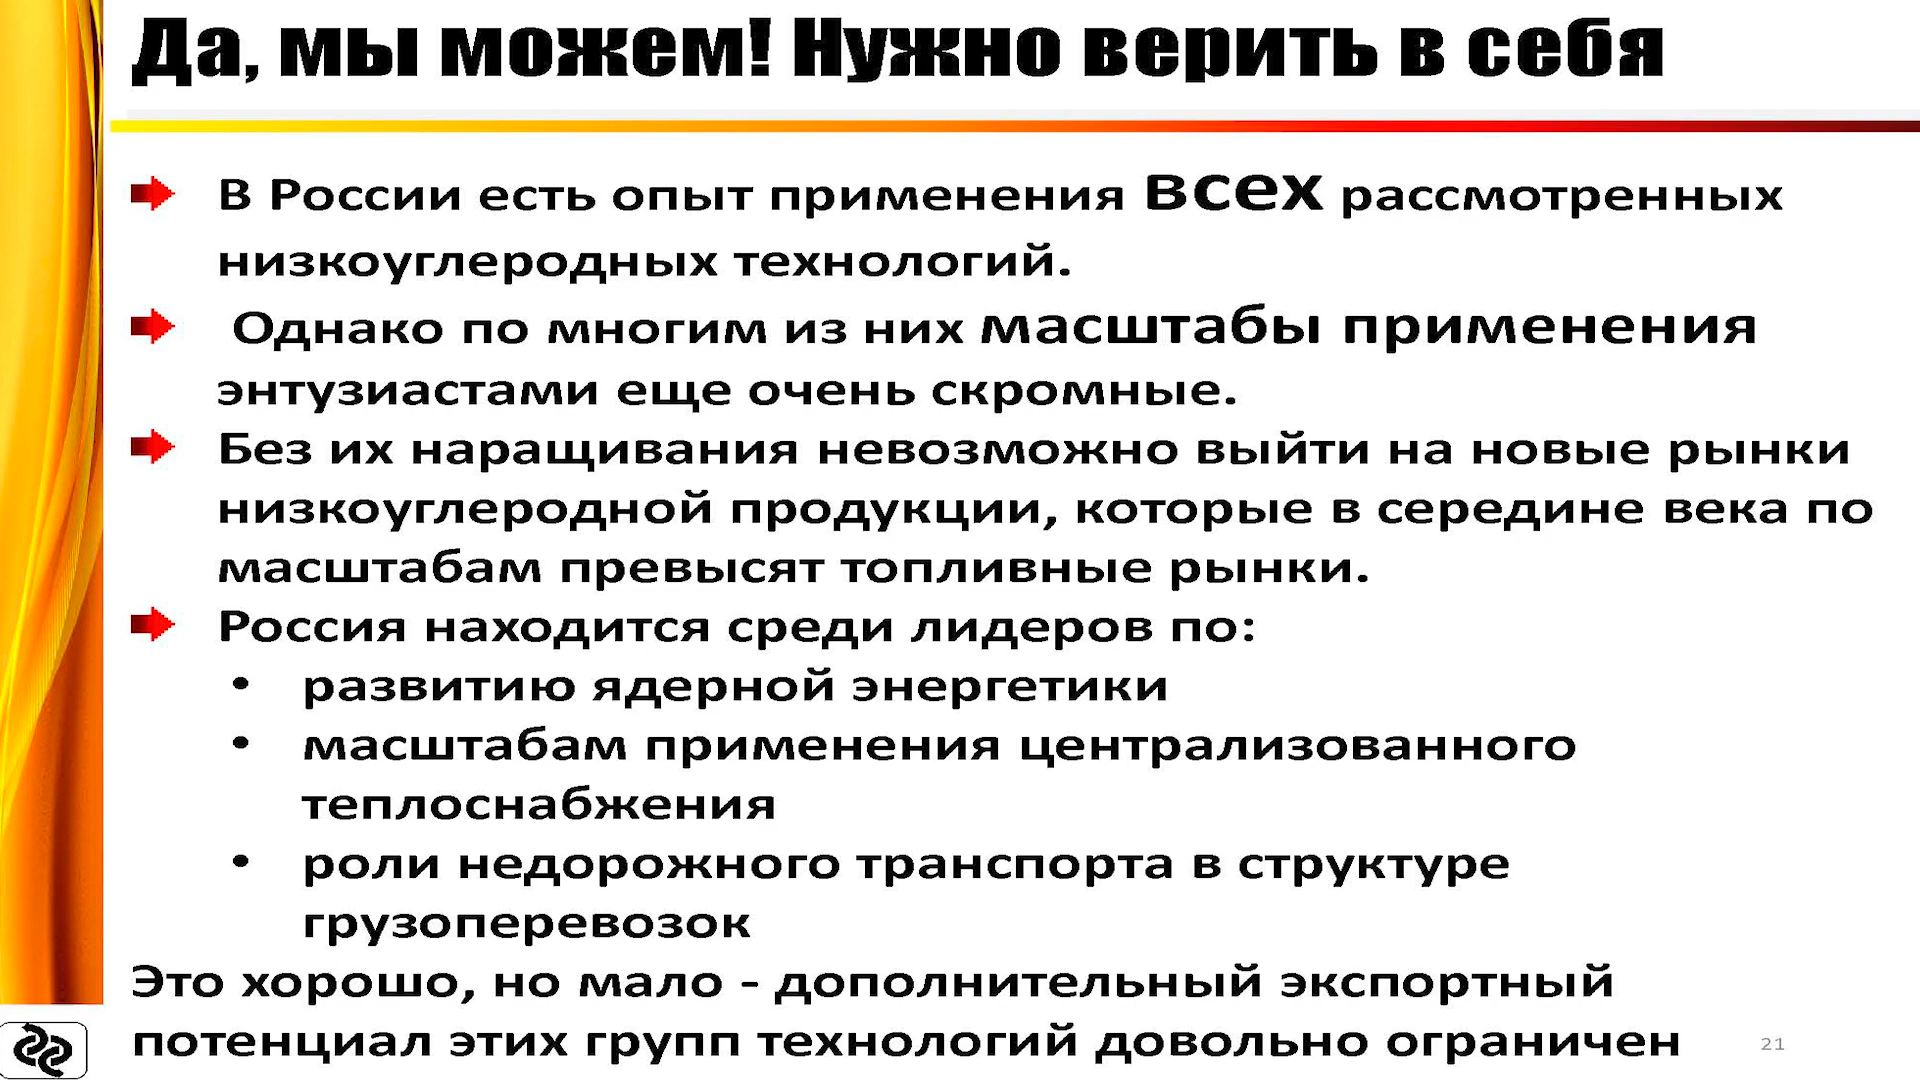 Да, мы можем! Нужно верить в себя
В России есть опыт применения всех рассмотренных
низкоуглеродных технологий.
Однако по многим из них масштабы применения
энтузиастами еще очень скромные.
Без их наращивания невозможно выйти на новые рынки
низкоуглеродной продукции, которые в середине века по
масштабам превысят топливные рынки.
Россия находится среди лидеров по:
• развитию ядерной энергетики
• масштабам применения централизованного
теплоснабжения
• роли недорожного транспорта в структуре
грузоперевозок
Это хорошо, но мало - дополнительный экспортный
потенциал этих групп технологий довольно ограничен
21